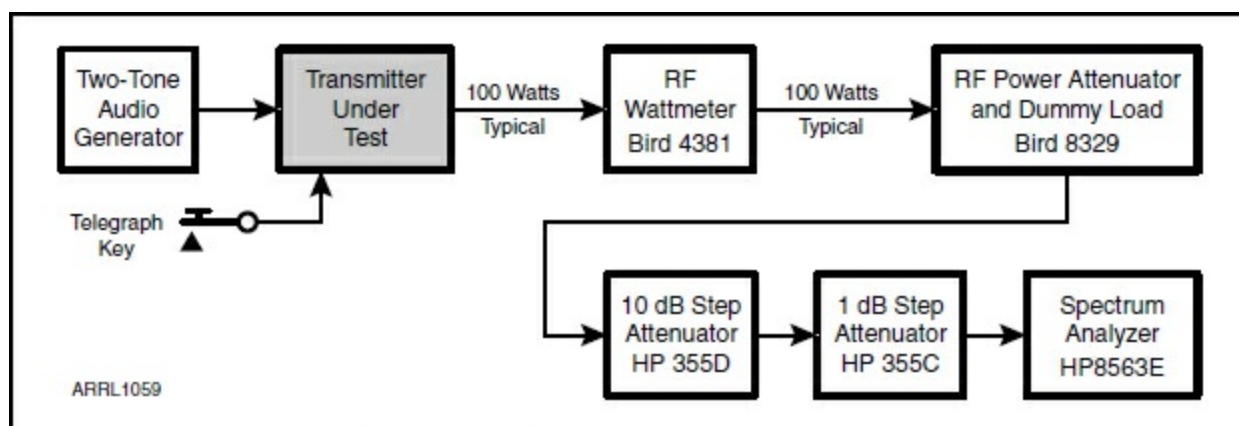 Two-Tone
Audio
Generator
Transmitter
Under
Test
100 Watts
Typical
RF
Wattmeter
Bird 4381
100 Watts
Typical
RF Power Attenuator
and Dummy Load
Bird 8329
Telegraph
Key
10 dB Step
Attenuator
HP 355D
1 dB Step
Attenuator
HP 355C
Spectrum
Analyzer
HP8563E
ARRL1059